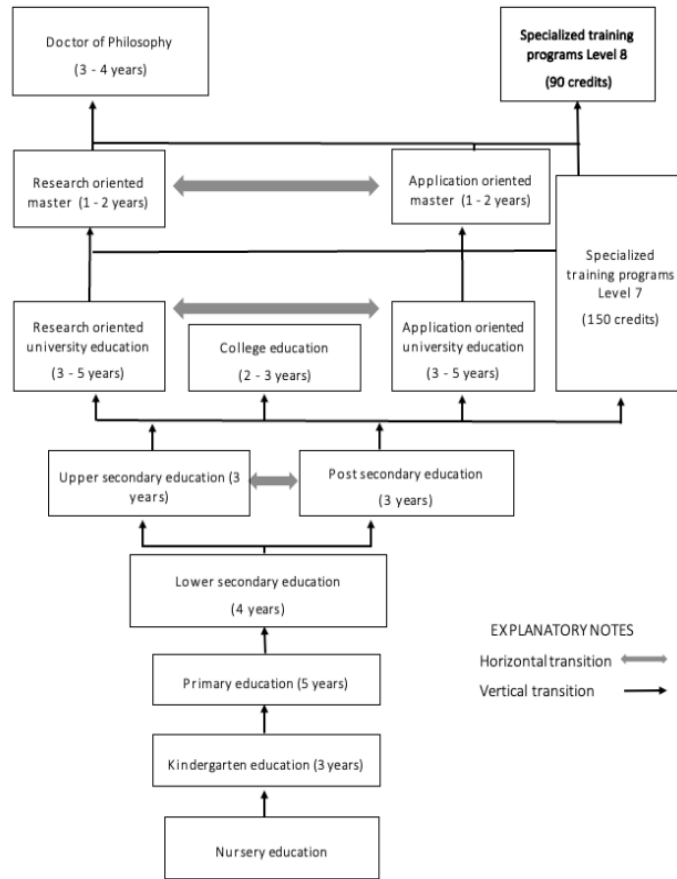 Doctor of Philosophy
(3 - 4 years)
Specialized training
programs Level 8
(90 credits)
Research oriented
master (1 - 2 years)
Application oriented
master (1 - 2 years)
Specialized
training programs
Level 7
(150 credits)
Research oriented
university education
(3 - 5 years)
College education
(2 - 3 years)
Application oriented
university education
(3 - 5 years)
Upper secondary education (3
years)
Post secondary education
(3 years)
Lower secondary education
(4 years)
EXPLANATORY NOTES
Horizontal transition
Vertical transition
Primary education (5 years)
Kindergarten education (3 years)
Nursery education